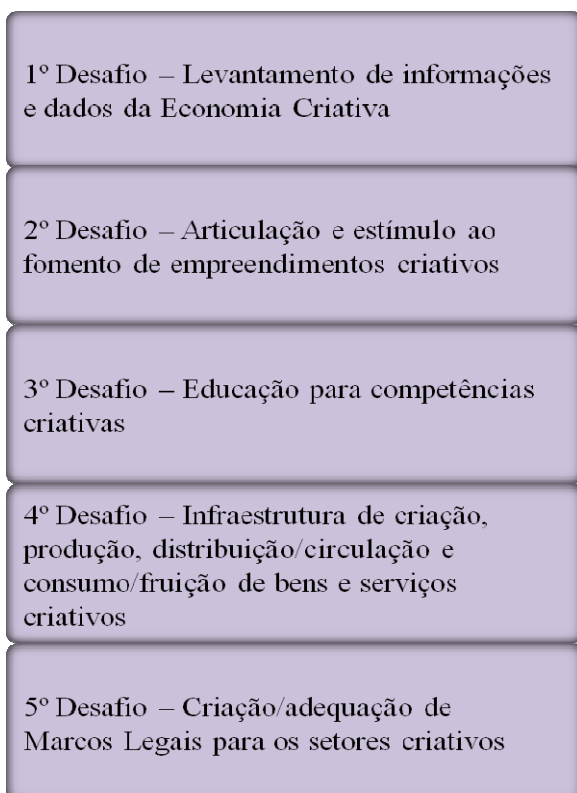 1º Desafio – Levantamento de informações
e dados da Economia Criativa
2º Desafio – Articulação e estímulo ao
fomento de empreendimentos criativos
3º Desafio – Educação para competências
criativas
4º Desafio – Infraestrutura de criação,
produção, distribuição/circulação e
consumo/fruição de bens e serviços
criativos
5º Desafio – Criação/adequação de
Marcos Legais para os setores criativos